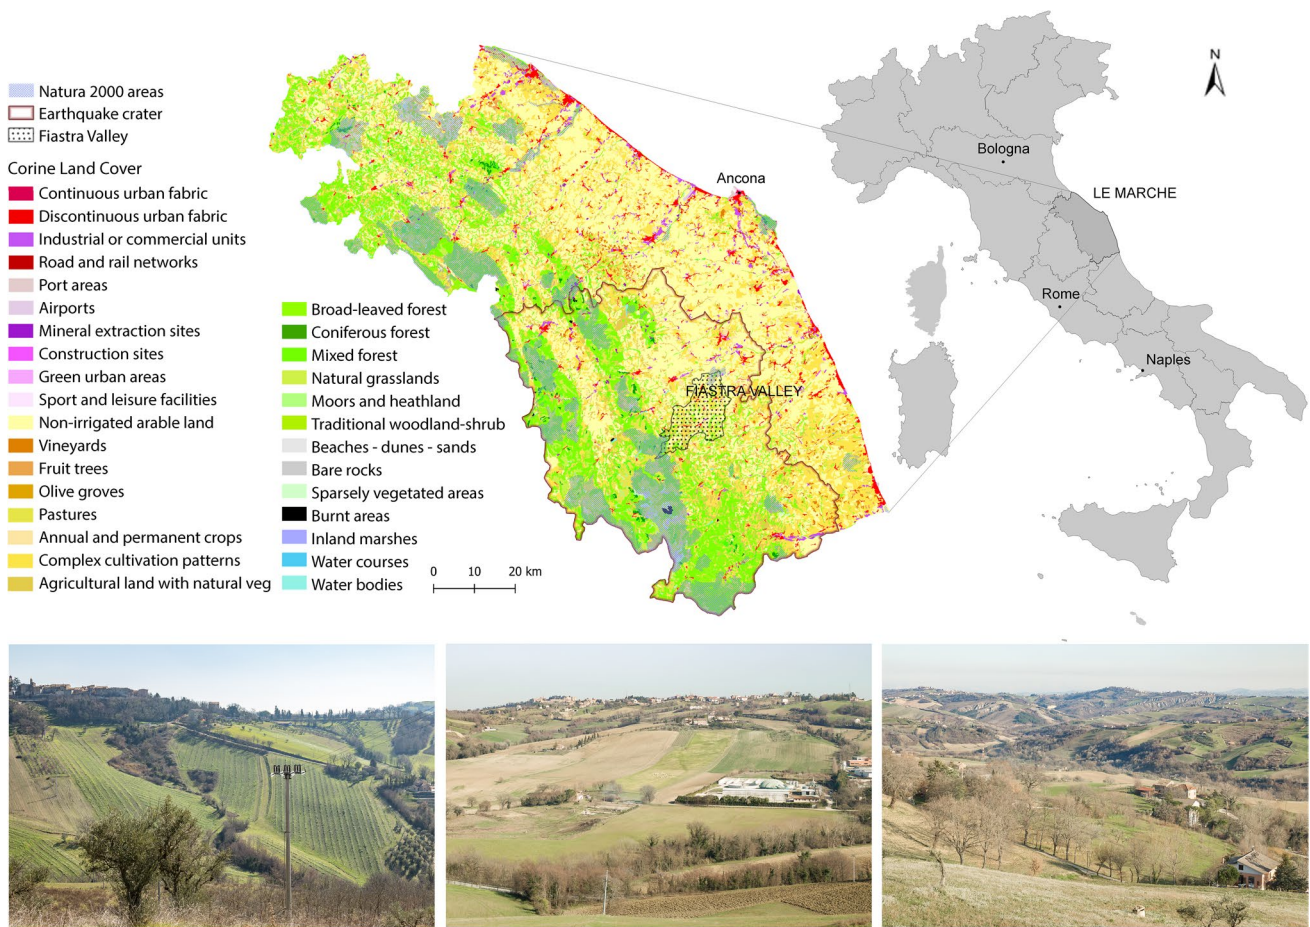 Natura 2000 areas
Earthquake crater
Fiastra Valley
Corine Land Cover
Continuous urban fabric
Discontinuous urban fabric
Industrial or commercial units
Road and rail networks
Port areas
Airports
Mineral extraction sites
Construction sites
Green urban areas
Sport and leisure facilities
Non-irrigated arable land
Vineyards
Fruit trees
Olive groves
Pastures
Annual and permanent crops
Complex cultivation patterns
Agricultural land with natural veg
Broad-leaved forest
Coniferous forest
Mixed forest
Natural grasslands
Moors and heathland
Traditional woodland-shrub
Beaches - dunes - sands
Bare rocks
Sparsely vegetated areas
Burnt areas
Inland marshes
Water courses
Water bodies
0 10 20 km
Ancona
FIASTRA VALLEY
N
Bologna
LE MARCHE
Rome
Naples